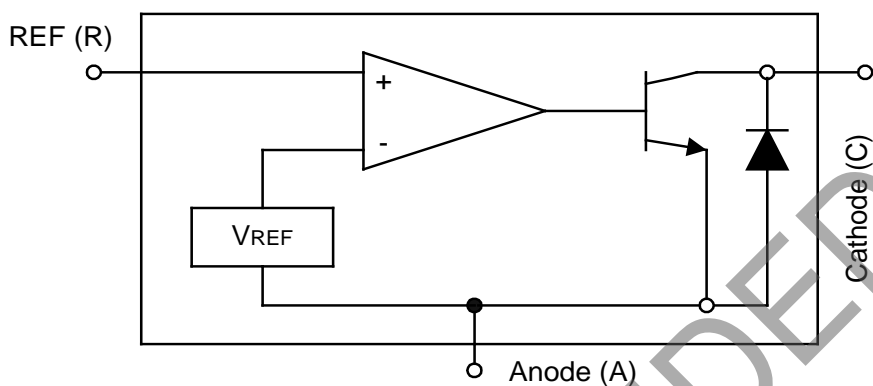 REF (R)
+
-
VREF
Cathode (C)
Anode (A)